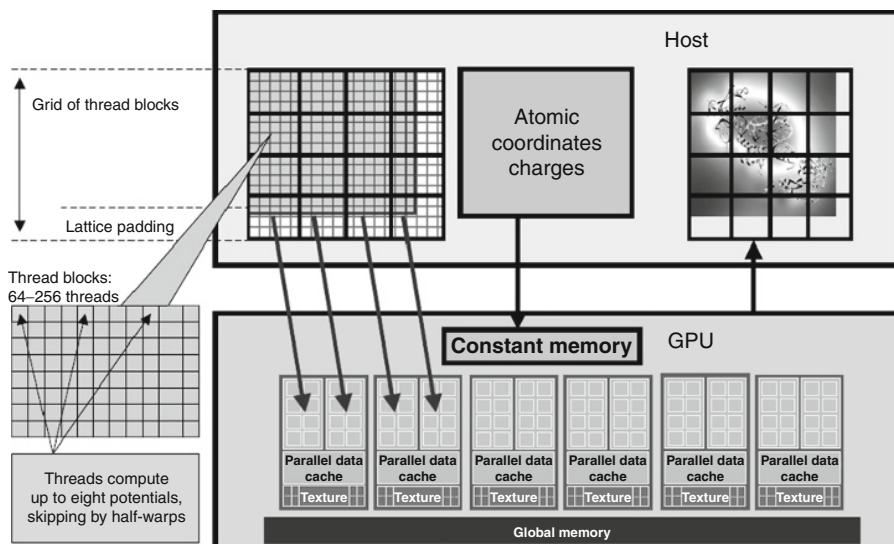 Host
Grid of thread blocks
Atomic
coordinates
charges
Lattice padding
Thread blocks:
64–256 threads
Constant memory
GPU
Threads compute
up to eight potentials,
skipping by half-warps
Parallel data
cache
Texture
Parallel data
cache
Texture
Parallel data
cache
Texture
Parallel data
cache
Texture
Parallel data
cache
Texture
Parallel data
cache
Texture
Global memory